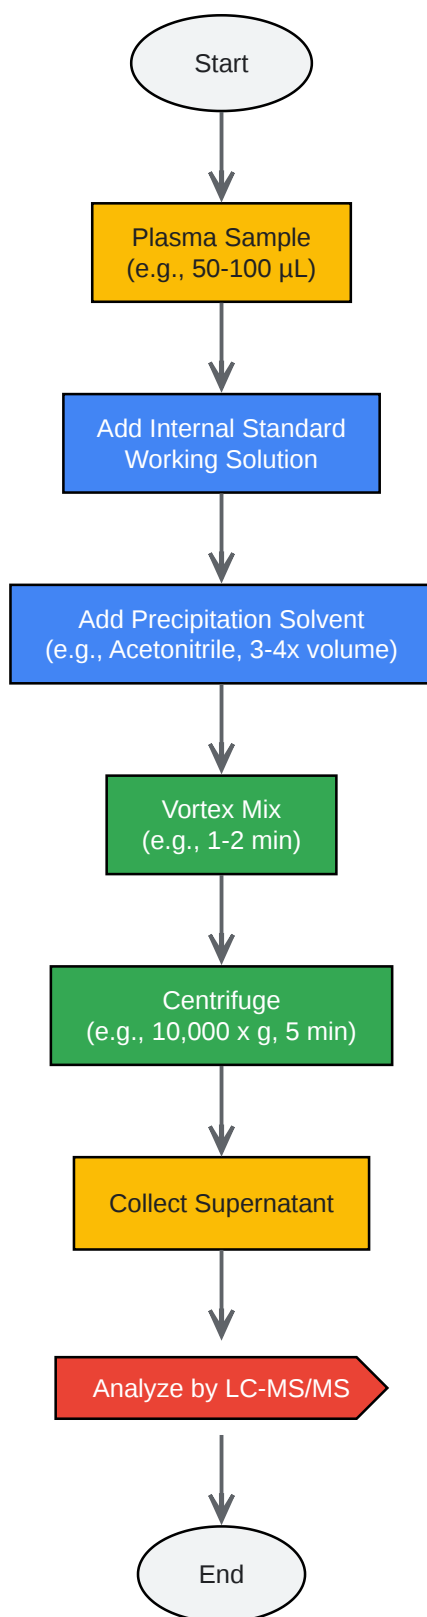 Start
Plasma Sample
(e.g., 50-100 µL)
Add Internal Standard
Working Solution
Add Precipitation Solvent
(e.g., Acetonitrile, 3-4x volume)
Vortex Mix
(e.g., 1-2 min)
Centrifuge
(e.g., 10,000 x g, 5 min)
Collect Supernatant
Analyze by LC-MS/MS
End